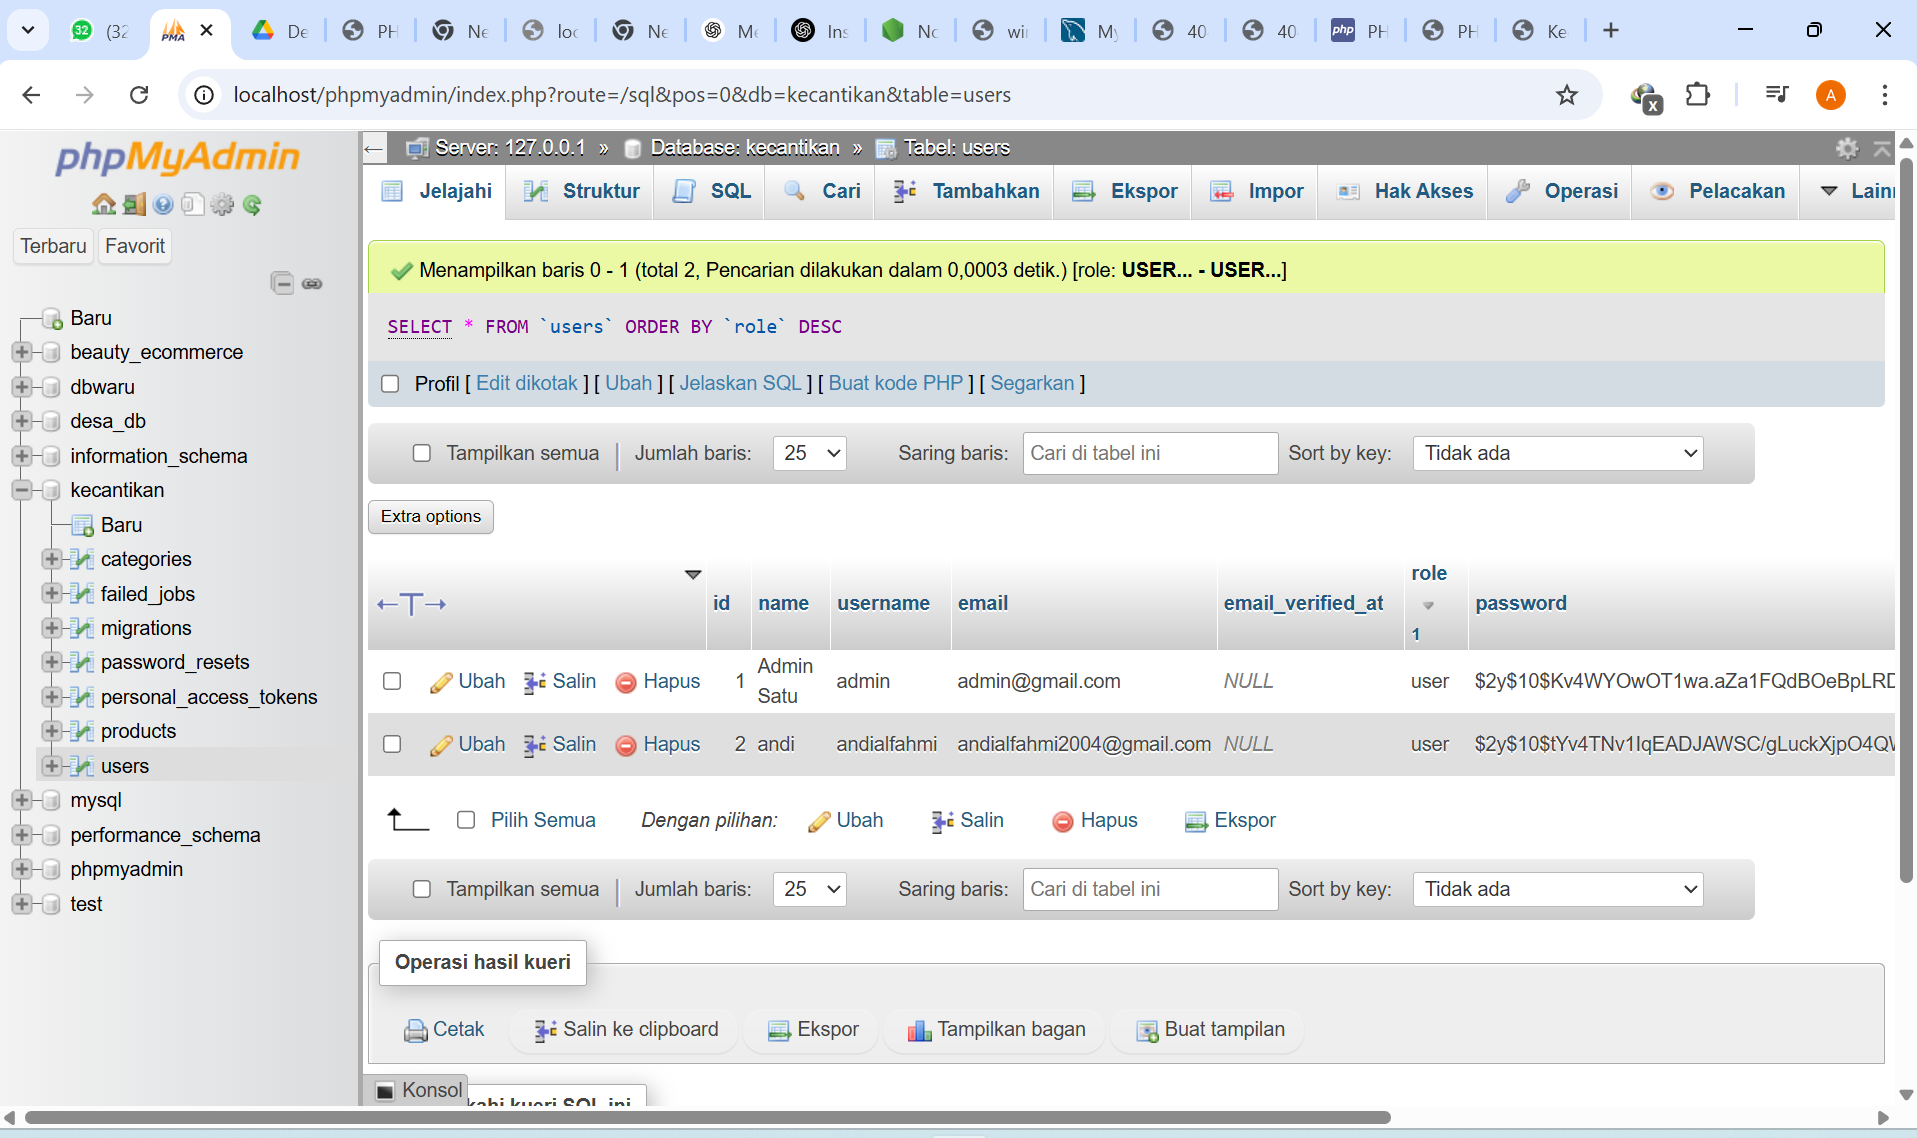 32 (32 De PH Ne loc Ne Me Ins No wi My 40 40 php PH PH Ke
localhost/phpmyadmin/index.php?route=/sql&pos=0&db=kecantikan&table=users
A
phpMyAdmin
Terbaru Favorit
Baru
beauty_ecommerce
dbwaru
desa_db
information_schema
kecantikan
Baru
categories
failed_jobs
migrations
password_resets
personal_access_tokens
products
users
mysql
performance_schema
phpmyadmin
test
Server: 127.0.0.1 » Database: kecantikan » Tabel: users
Jelajahi Struktur SQL Cari Tambahkan Ekspor Impor Hak Akses Operasi Pelacakan Lainn
Menampilkan baris 0 - 1 (total 2, Pencarian dilakukan dalam 0,0003 detik.) [role: USER... - USER...]
SELECT * FROM `users` ORDER BY `role` DESC
Profil [ Edit dikotak ] [ Ubah ] [ Jelaskan SQL ] [ Buat kode PHP ] [ Segarkan ]
Tampilkan semua Jumlah baris: 25 Saring baris: Cari di tabel ini Sort by key: Tidak ada
Extra options
←T→ id name username email email_verified_at role 1 password
Ubah Salin Hapus 1 Admin Satu admin admin@gmail.com NULL user $2y$10$Kv4WYOwOT1wa.aZa1FQdBOeBpLRD
Ubah Salin Hapus 2 andi andialfahmi andialfahmi2004@gmail.com NULL user $2y$10$tYv4TNv1IqEADJAWSC/gLuckXjpO4QW
Pilih Semua Dengan pilihan: Ubah Salin Hapus Ekspor
Tampilkan semua Jumlah baris: 25 Saring baris: Cari di tabel ini Sort by key: Tidak ada
Operasi hasil kueri
Cetak Salin ke clipboard Ekspor Tampilkan bagan Buat tampilan
Konsol
kueri SQL ini